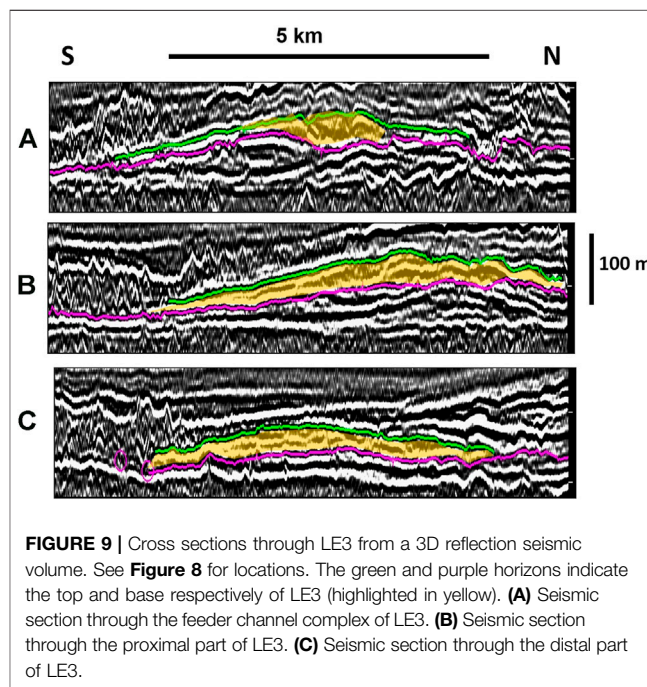 5 km
S
N
A
B
100 m
C
FIGURE 9 | Cross sections through LE3 from a 3D reflection seismic
volume. See Figure 8 for locations. The green and purple horizons indicate
the top and base respectively of LE3 (highlighted in yellow). (A) Seismic
section through the feeder channel complex of LE3. (B) Seismic section
through the proximal part of LE3. (C) Seismic section through the distal part
of LE3.